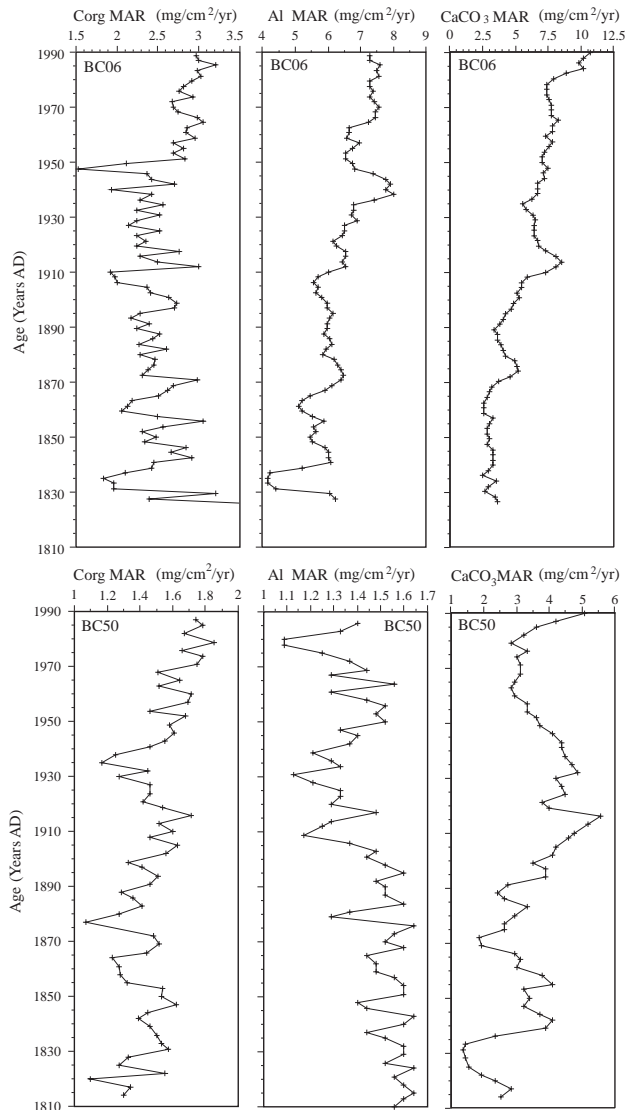 Corg MAR (mg/cm2/yr)
1.5 2 2.5 3 3.5
BC06
Al MAR (mg/cm2/yr)
4 5 6 7 8 9
BC06
CaCO3 MAR (mg/cm2/yr)
0 2.5 5 7.5 10 12.5
BC06
Age (Years AD)
1990
1970
1950
1930
1910
1890
1870
1850
1830
1810
Corg MAR (mg/cm2/yr)
1 1.2 1.4 1.6 1.8 2
BC50
Al MAR (mg/cm2/yr)
1 1.1 1.2 1.3 1.4 1.5 1.6 1.7
BC50
CaCO3MAR (mg/cm2/yr)
1 2 3 4 5 6
BC50
Age (Years AD)
1990
1970
1950
1930
1910
1890
1870
1850
1830
1813